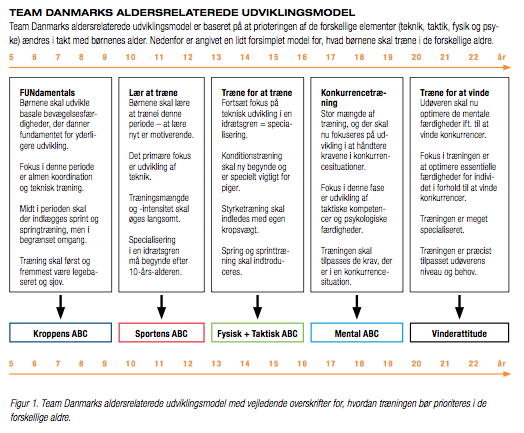 TEAM DANMARKS ALDERSRELATEREDE UDVIKLINGSMODEL
Team Danmarks aldersrelaterede udviklingsmodel er baseret på at prioteringen af de forskellige elementer (teknik, taktik, fysik og psy-
ke) ændres i takt med børnenes alder. Nedenfor er angivet en lidt forsimplet model for, hvad børnene skal træne i de forskellige aldre.
5 6 7 8 9 10 11 12 13 14 15 16 17 18 19 20 21 22 år
FUNdamentals
Børnene skal udvikle
basale bevægelsesfær-
digheder, der danner
fundamentet for yderlig-
gere udvikling.
Fokus i denne periode
er almen koordination
og teknisk træning.
Midt i perioden skal
der indlægges sprint og
springtræning, men i
begrænset omgang.
Træning skal først og
fremmest være legeba-
seret og sjov.
Lær at træne
Børnene skal lære
at træne i denne
periode – at lære
nyt er motiverende.
Det primære fokus
er udvikling af
teknik.
Træningsmængde
og -intensitet skal
øges langsomt.
Specialisering
i en idrætsgren
må begynde efter
10-års-alderen.
Træne for at træne
Fortsæt fokus på
teknisk udvikling i en
idrætsgren = specia-
lisering.
Konditionstræning
skal ny begynde og
er specielt vigtigt for
piger.
Styrketræning skal
indledes med egen
kropsvægt.
Spring og sprinttræ-
ning skal indtrodu-
ceres.
Konkurrencetræ-
ning
Stor mængde af
træning, og der skal
nu fokuseres på udvik-
ling i at håndtere
kravene i konkurren-
cesituationer.
Fokus i denne fase
er udvikling af
taktiske kompeten-
cer og psykologiske
færdigheder.
Træningen skal
tilpasses de krav, der
er i en konkurrence-
situation.
Træne for at vinde
Udøveren skal nu
optimere de mentale
færdigheder ift. til at
vinde konkurrencer.
Fokus i træningen er
at optimere essentielle
færdigheder for indivi-
det i forhold til at vinde
konkurrencer.
Træningen er meget
specialiseret.
Træningen er præcist
tilpasset udøverens
niveau og behov.
Kroppens ABC
Sportens ABC
Fysisk + Taktisk ABC
Mental ABC
Vinderattitude
5 6 7 8 9 10 11 12 13 14 15 16 17 18 19 20 21 22 år
Figur 1. Team Danmarks aldersrelaterede udviklingsmodel med vejledende overskrifter for, hvordan træningen bør prioriteres i de
forskellige aldre.